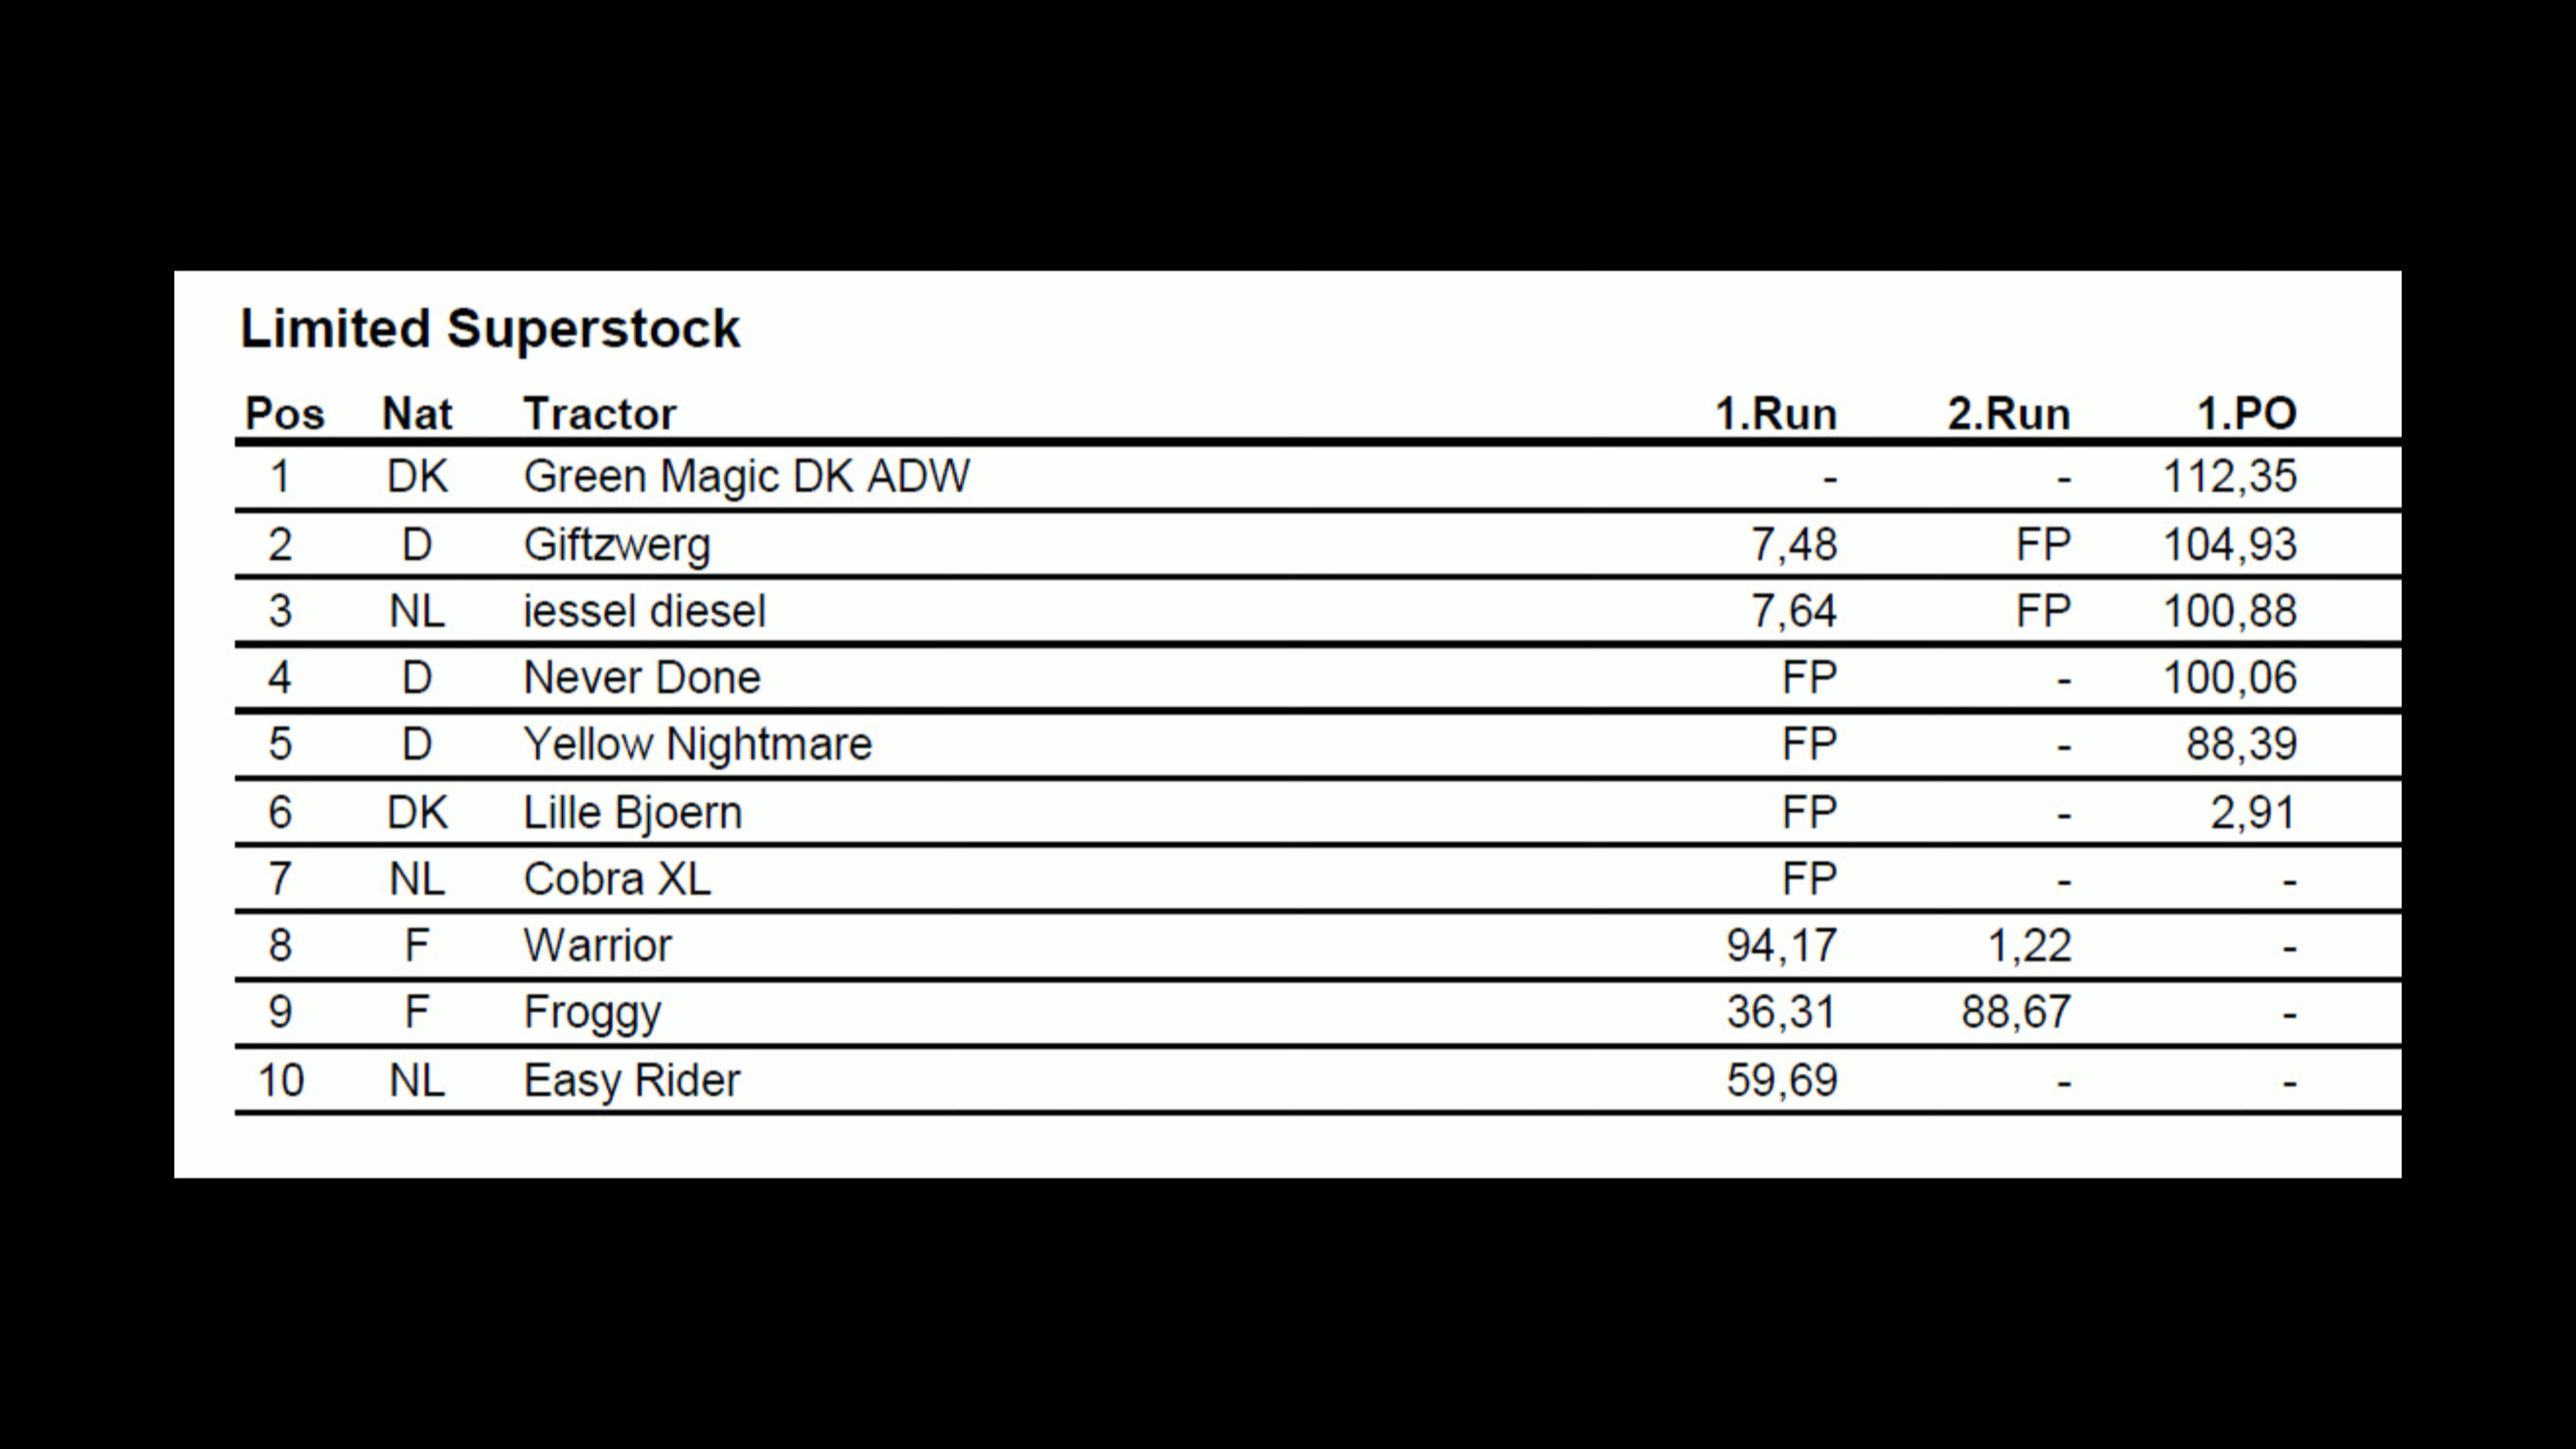 Limited Superstock
Pos Nat Tractor 1.Run 2.Run 1.PO
1 DK Green Magic DK ADW - - 112,35
2 D Giftzwerg 7,48 FP 104,93
3 NL iessel diesel 7,64 FP 100,88
4 D Never Done FP - 100,06
5 D Yellow Nightmare FP - 88,39
6 DK Lille Bjoern FP - 2,91
7 NL Cobra XL FP - -
8 F Warrior 94,17 1,22 -
9 F Froggy 36,31 88,67 -
10 NL Easy Rider 59,69 - -